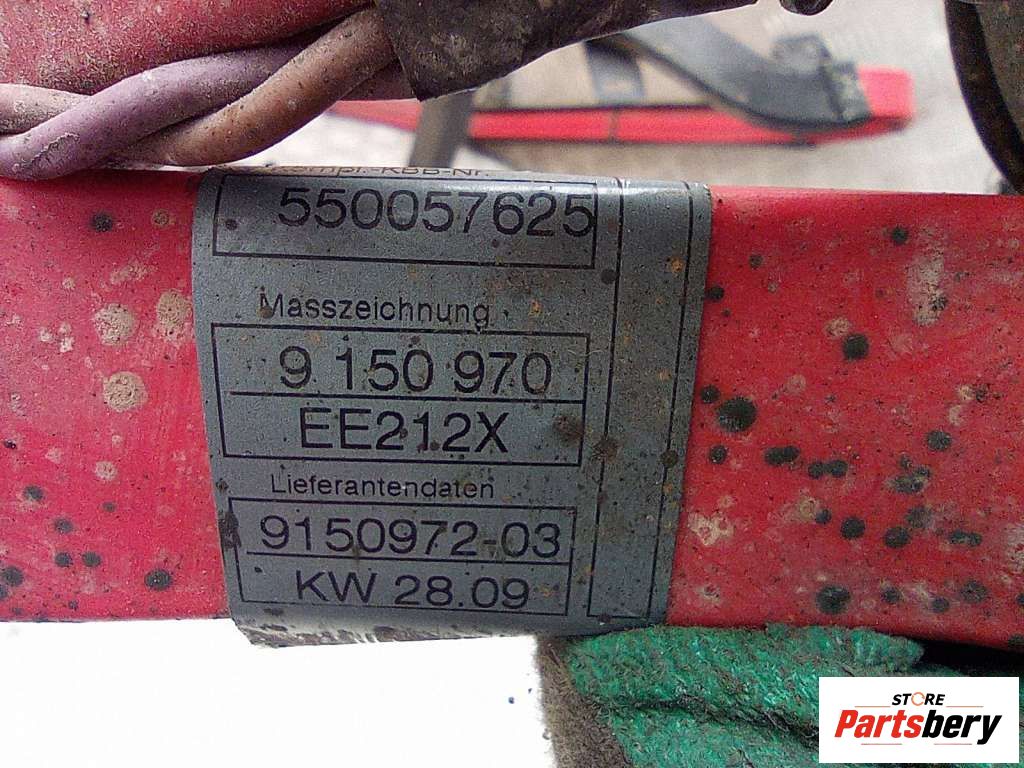 550057625
Masszeichnung
9 150 970
EE212X
Lieferantendaten
9150972-03
KW 28.09
STORE
Partsbery